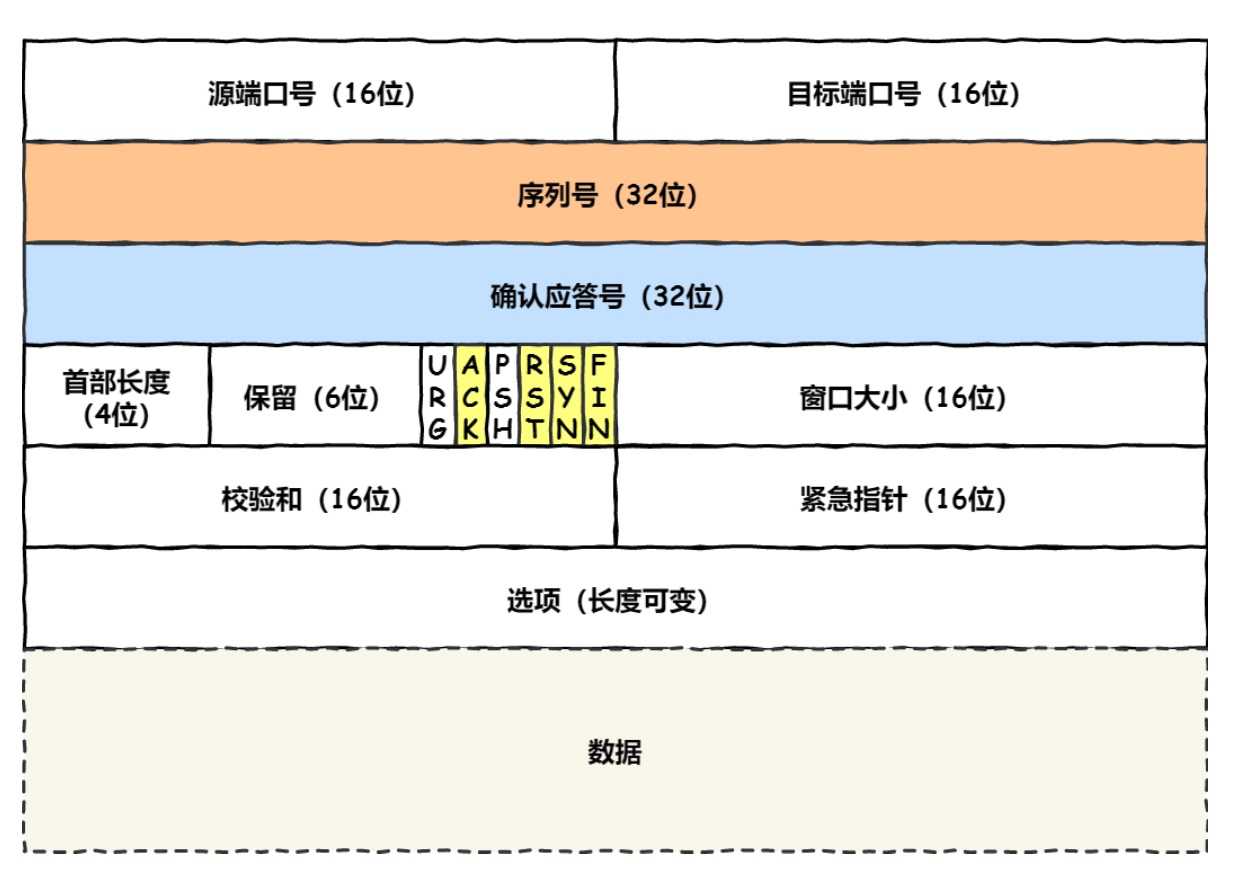 源端口号（16位） 目标端口号（16位）
序列号（32位）
确认应答号（32位）
首部长度
(4位)
保留（6位）
URG
ACK
PSH
RST
SYN
FIN
窗口大小（16位）
校验和（16位） 紧急指针（16位）
选项（长度可变）
数据